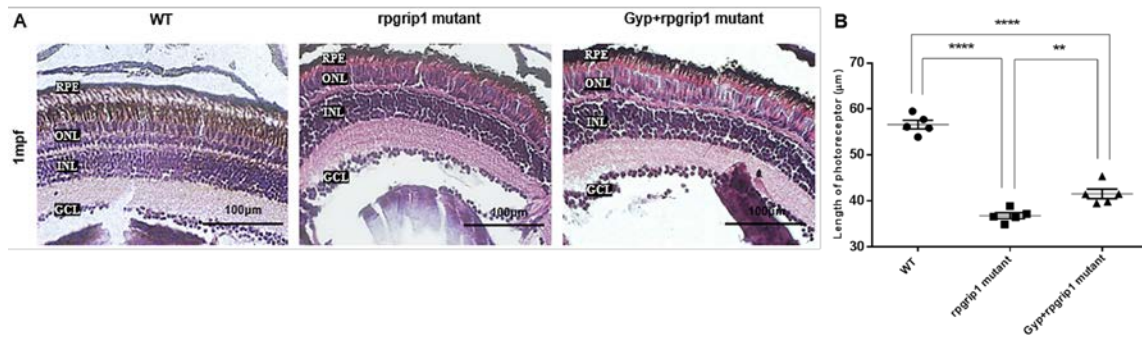 A
WT
rpgrip1 mutant
Gyp+rpgrip1 mutant
1mpf
RPE
ONL
INL
GCL
100μm
RPE
ONL
INL
GCL
100μm
RPE
ONL
INL
GCL
B
****
****
**
Length of photoreceptor (μm)
70
60
50
40
30
WT
rpgrip1 mutant
Gyp+rpgrip1 mutant